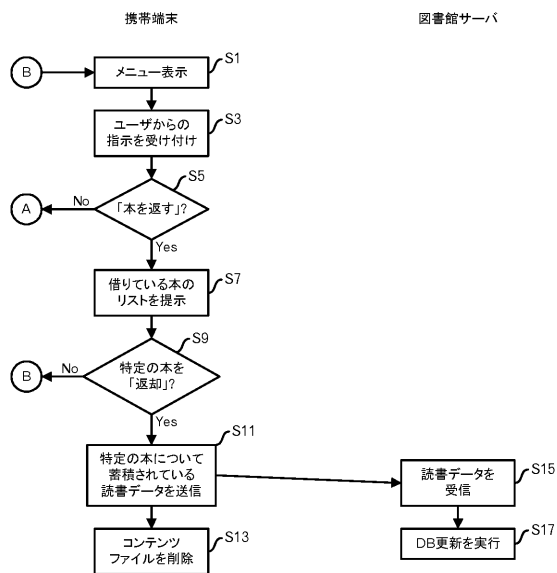 携帯端末
図書館サーバ
B
メニュー表示
S1
ユーザからの
指示を受け付け
S3
S5
「本を返す」?
No
A
Yes
借りている本の
リストを提示
S7
S9
特定の本を
「返却」?
No
B
Yes
S11
特定の本について
蓄積されている
読書データを送信
読書データを
受信
S15
コンテンツ
ファイルを削除
S13
DB更新を実行
S17